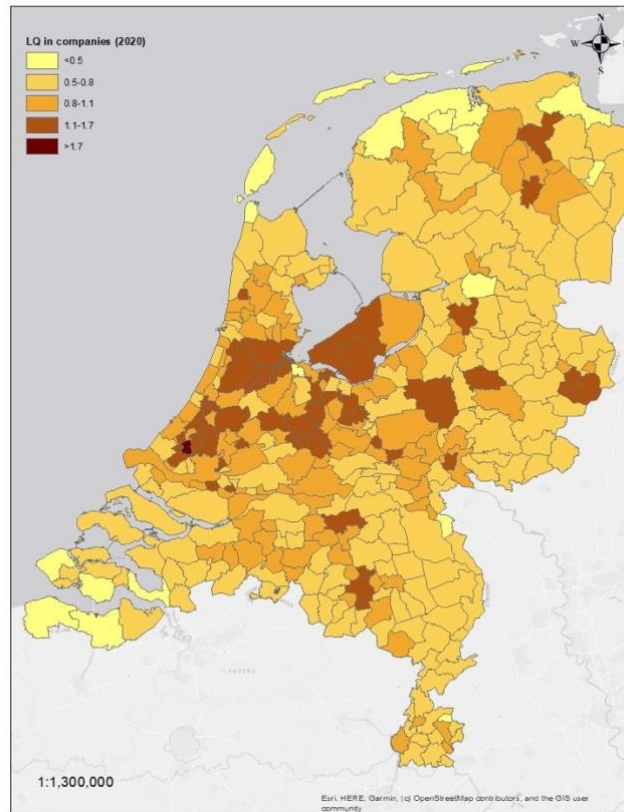 LQ in companies (2020)
<0.5
0.5-0.8
0.8-1.1
1.1-1.7
>1.7
N
W
E
S
1:1,300,000
Esri, HERE, Garmin, (c) OpenStreetMap contributors, and the GIS user
community